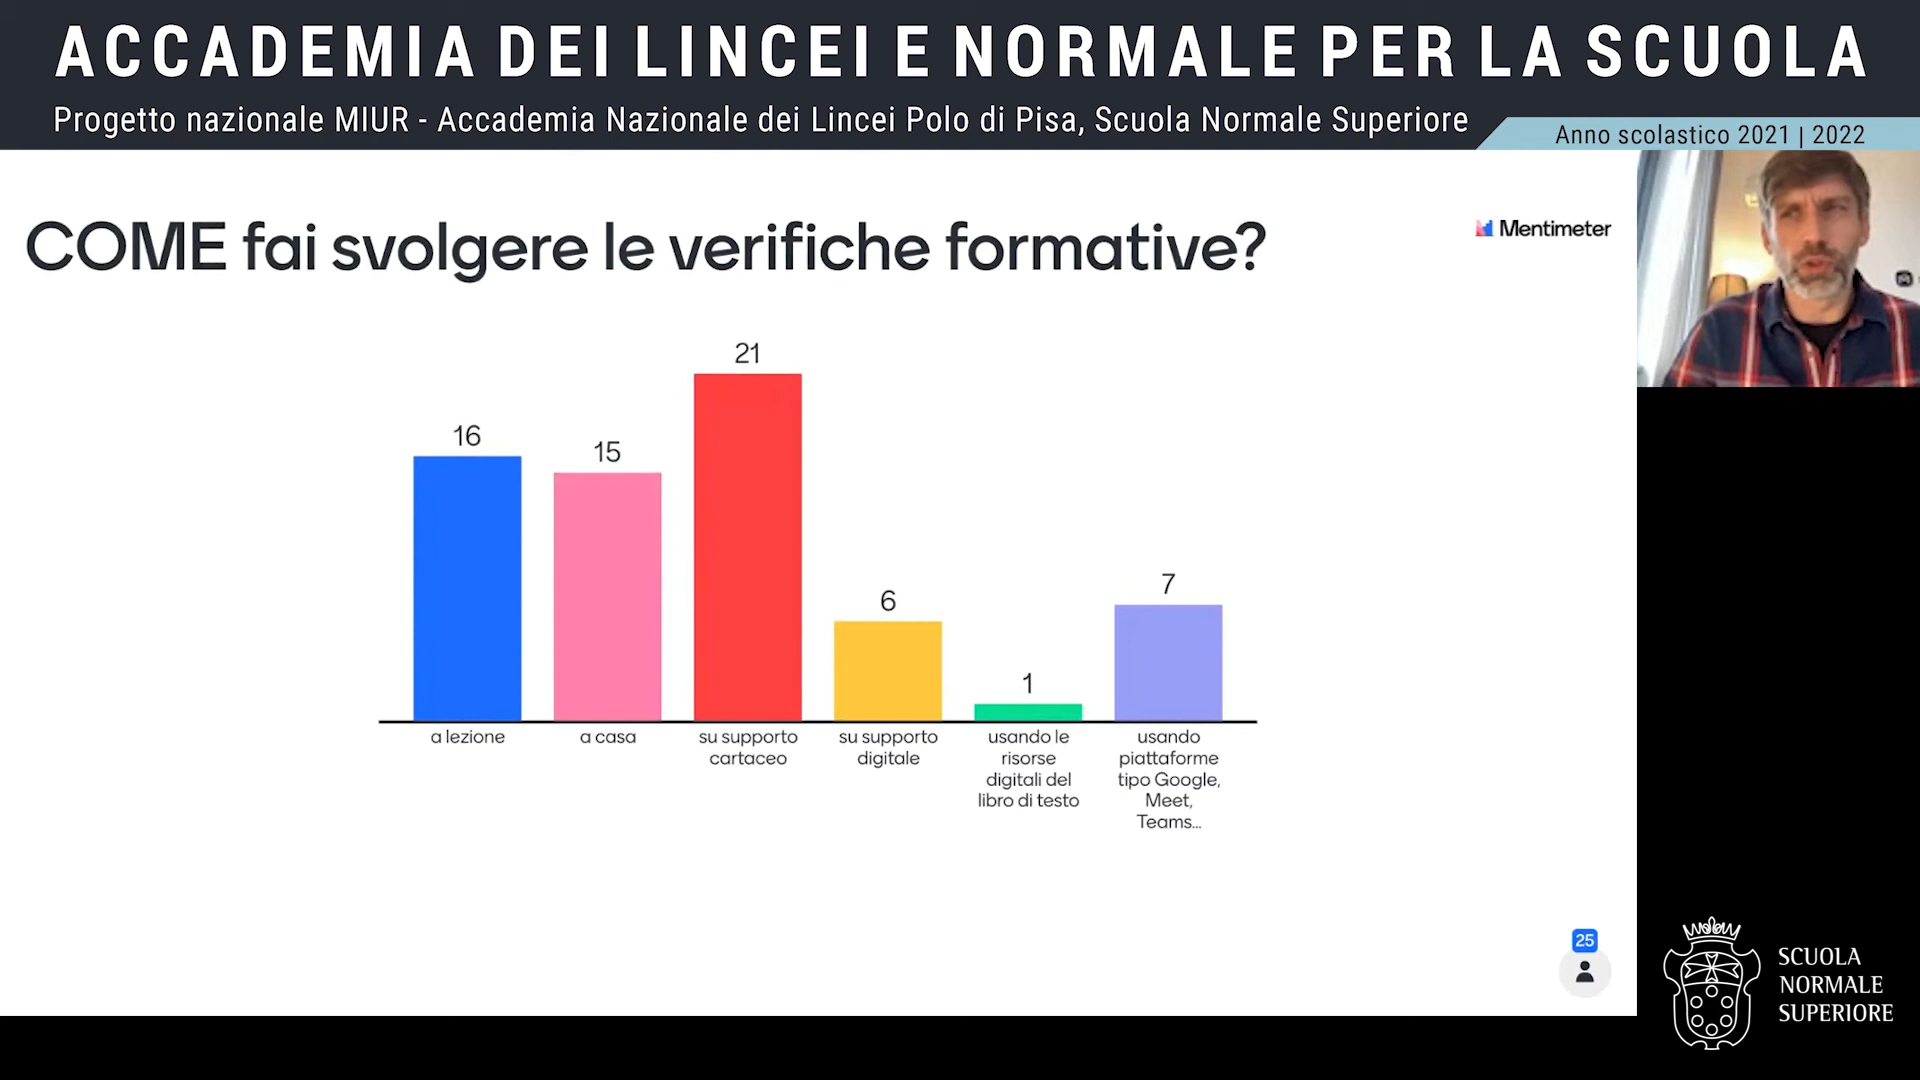 ACCADEMIA DEI LINCEI E NORMALE PER LA SCUOLA
Progetto nazionale MIUR - Accademia Nazionale dei Lincei Polo di Pisa, Scuola Normale Superiore
Anno scolastico 2021 | 2022
COME fai svolgere le verifiche formative?
Mentimeter
16
15
21
6
1
7
a lezione
a casa
su supporto
cartaceo
su supporto
digitale
usando le
risorse
digitali del
libro di testo
usando
piattaforme
tipo Google,
Meet,
Teams...
25
SCUOLA
NORMALE
SUPERIORE